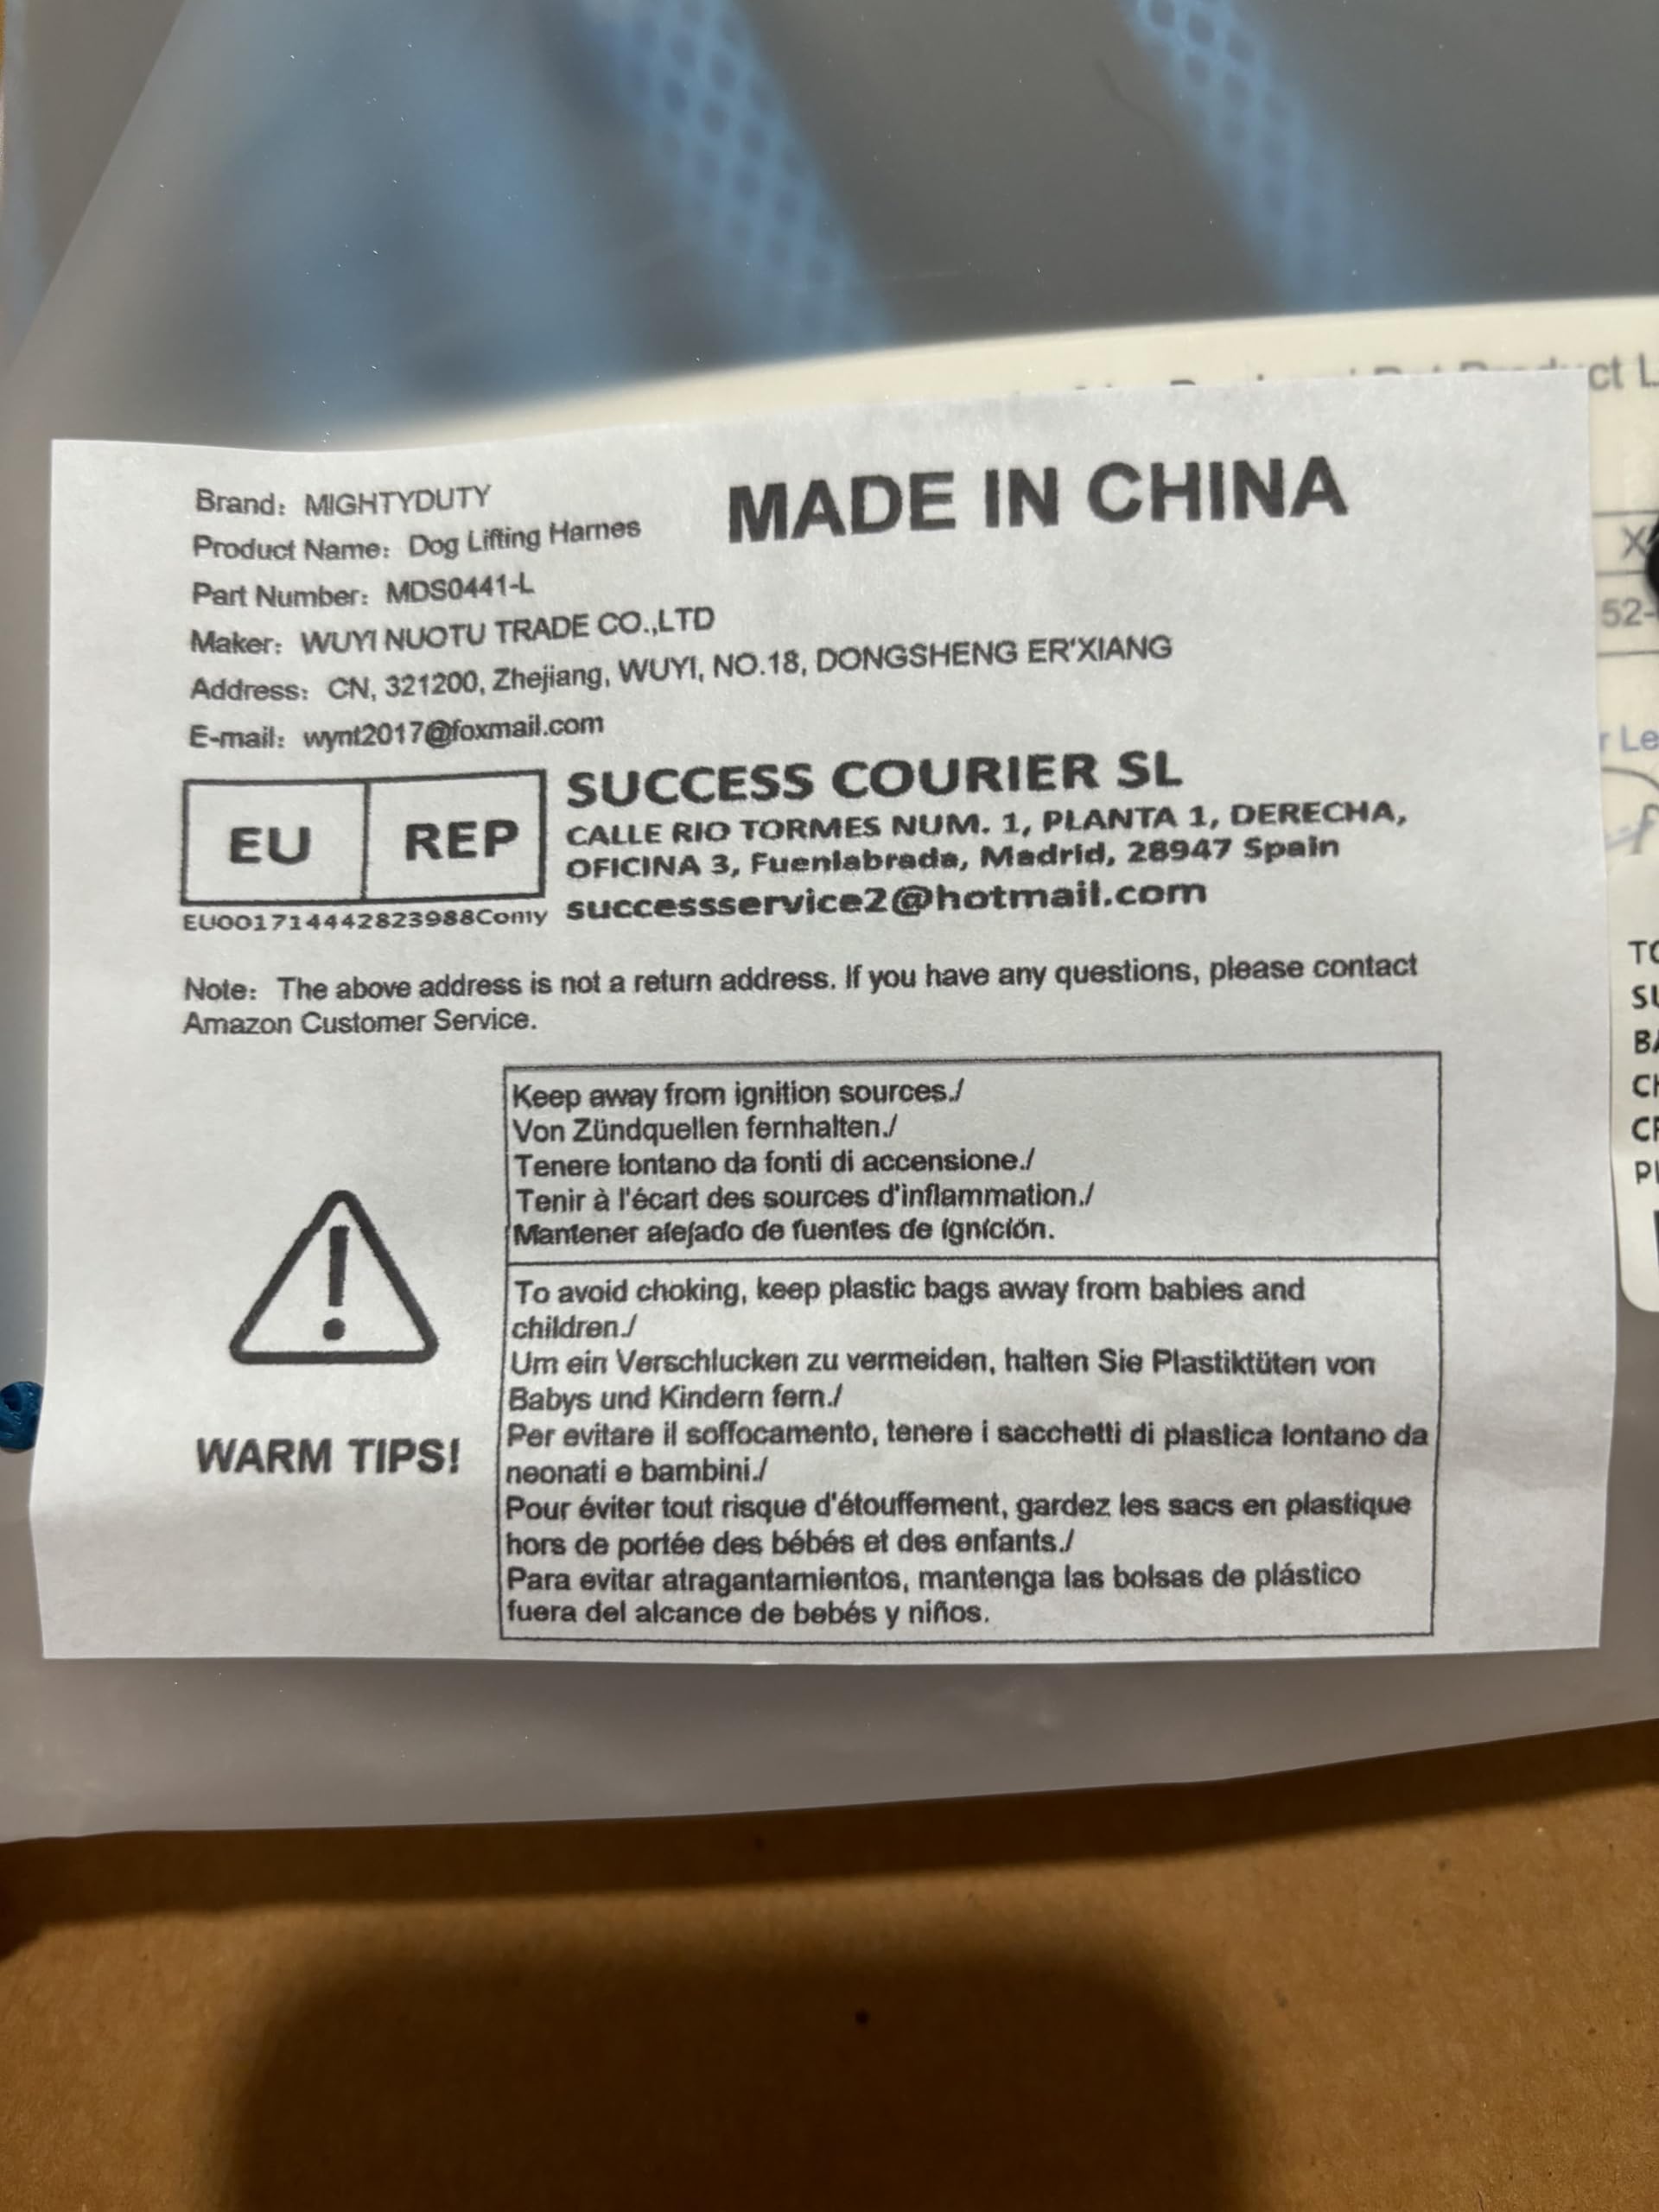 ct L
Brand: MIGHTYDUTY
Product Name: Dog Lifting Harnes
Part Number: MDS0441-L
Maker: WUYI NUOTU TRADE CO.,LTD
Address: CN, 321200, Zhejiang, WUYI, NO.18, DONGSHENG ER'XIANG
E-mail: wynt2017@foxmail.com
MADE IN CHINA
EU REP
EU001714442823988Comy
SUCCESS COURIER SL
CALLE RIO TORMES NUM. 1, PLANTA 1, DERECHA,
OFICINA 3, Fuenlabrada, Madrid, 28947 Spain
successservice2@hotmail.com
Note: The above address is not a return address. If you have any questions, please contact
Amazon Customer Service.
WARM TIPS!
Keep away from ignition sources./
Von Zündquellen fernhalten./
Tenere lontano da fonti di accensione./
Tenir à l'écart des sources d'inflammation./
Mantener alejado de fuentes de ignición.
To avoid choking, keep plastic bags away from babies and
children./
Um ein Verschlucken zu vermeiden, halten Sie Plastiktüten von
Babys und Kindern fern./
Per evitare il soffocamento, tenere i sacchetti di plastica lontano da
neonati e bambini./
Pour éviter tout risque d'étouffement, gardez les sacs en plastique
hors de portée des bébés et des enfants./
Para evitar atragantamientos, mantenga las bolsas de plástico
fuera del alcance de bebés y niños.
X
52-
r Le
TO
SU
BA
CH